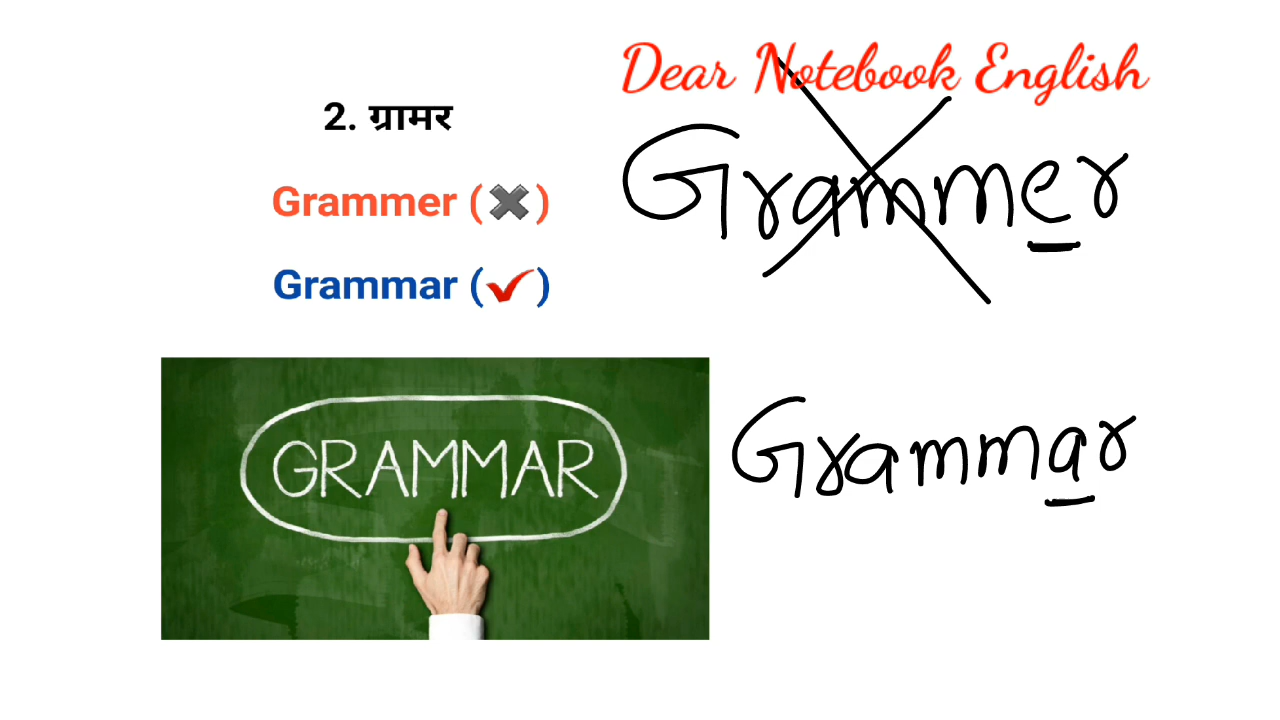 Dear Notebook English
2. ग्रामर
Grammer (✖)
Grammar (✔)
Grammer
GRAMMAR
Grammar